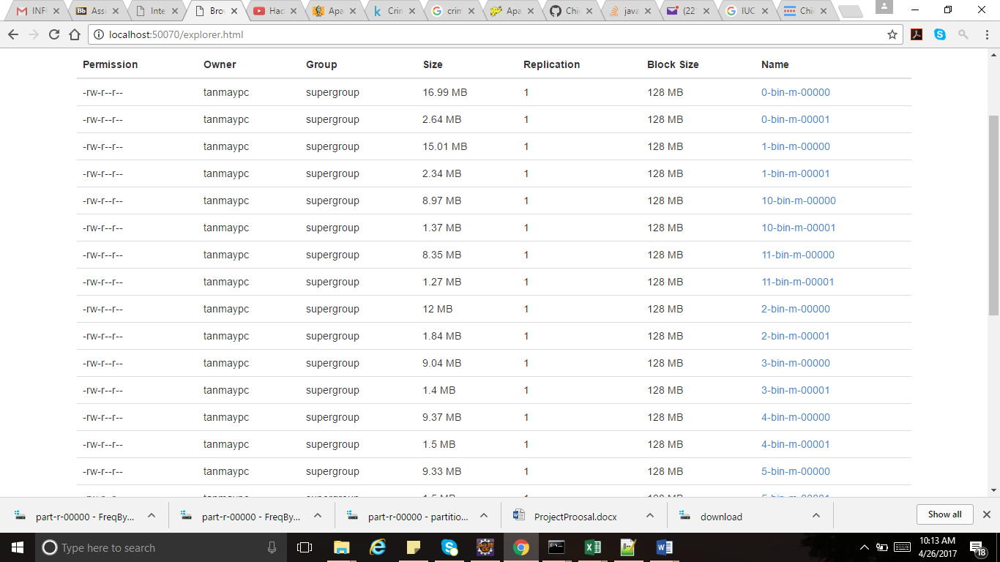 INF Bb Assi Inte Bro Hac Apa Crin crim Apa Chi java (22 IUC Chi
localhost:50070/explorer.html
Permission Owner Group Size Replication Block Size Name
-rw-r--r-- tanmaypc supergroup 16.99 MB 1 128 MB 0-bin-m-00000
-rw-r--r-- tanmaypc supergroup 2.64 MB 1 128 MB 0-bin-m-00001
-rw-r--r-- tanmaypc supergroup 15.01 MB 1 128 MB 1-bin-m-00000
-rw-r--r-- tanmaypc supergroup 2.34 MB 1 128 MB 1-bin-m-00001
-rw-r--r-- tanmaypc supergroup 8.97 MB 1 128 MB 10-bin-m-00000
-rw-r--r-- tanmaypc supergroup 1.37 MB 1 128 MB 10-bin-m-00001
-rw-r--r-- tanmaypc supergroup 8.35 MB 1 128 MB 11-bin-m-00000
-rw-r--r-- tanmaypc supergroup 1.27 MB 1 128 MB 11-bin-m-00001
-rw-r--r-- tanmaypc supergroup 12 MB 1 128 MB 2-bin-m-00000
-rw-r--r-- tanmaypc supergroup 1.84 MB 1 128 MB 2-bin-m-00001
-rw-r--r-- tanmaypc supergroup 9.04 MB 1 128 MB 3-bin-m-00000
-rw-r--r-- tanmaypc supergroup 1.4 MB 1 128 MB 3-bin-m-00001
-rw-r--r-- tanmaypc supergroup 9.37 MB 1 128 MB 4-bin-m-00000
-rw-r--r-- tanmaypc supergroup 1.5 MB 1 128 MB 4-bin-m-00001
-rw-r--r-- tanmaypc supergroup 9.33 MB 1 128 MB 5-bin-m-00000
part-r-00000 - FreqBy... part-r-00000 - FreqBy... part-r-00000 - partitio... ProjectProosal.docx download Show all
Type here to search
10:13 AM
4/26/2017
18